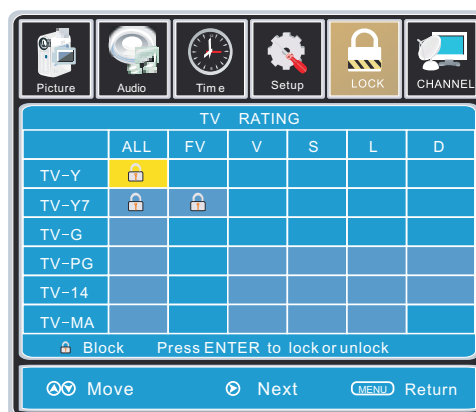 Picture Audio Time Setup LOCK CHANNEL
TV RATING
ALL FV V S L D
TV-Y
TV-Y7
TV-G
TV-PG
TV-14
TV-MA
Block Press ENTER to lock or unlock
Move Next MENU Return